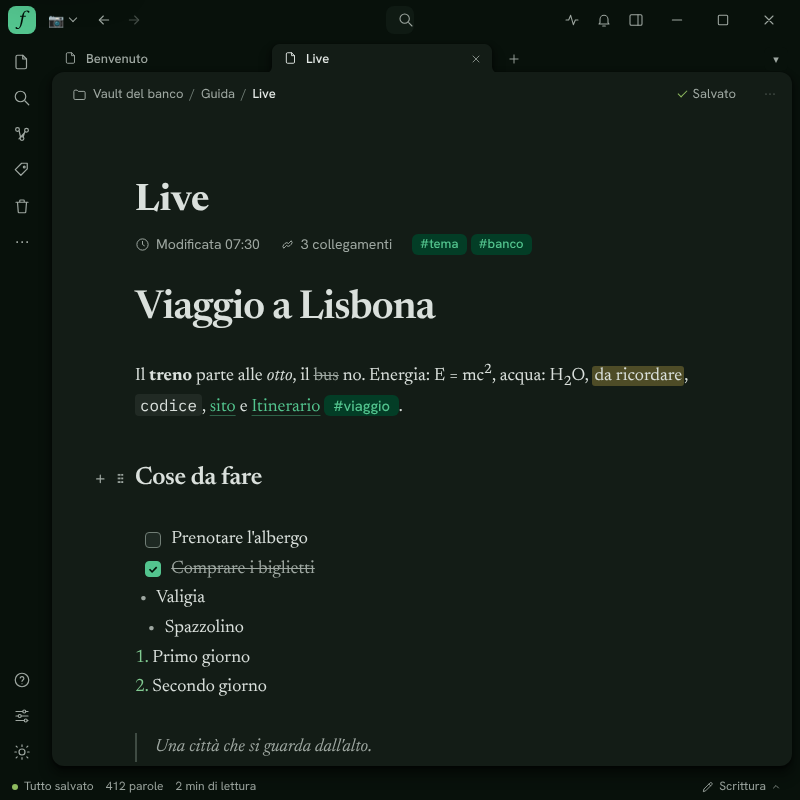 f
Benvenuto
Live
Vault del banco / Guida / Live
Salvato
Live
Modificata 07:30 3 collegamenti #tema #banco
Viaggio a Lisbona
Il treno parte alle otto, il bus no. Energia: E = mc², acqua: H₂O, da ricordare,
codice, sito e Itinerario #viaggio.
Cose da fare
Prenotare l'albergo
Comprare i biglietti
• Valigia
• Spazzolino
1. Primo giorno
2. Secondo giorno
Una città che si guarda dall'alto.
Tutto salvato 412 parole 2 min di lettura
Scrittura